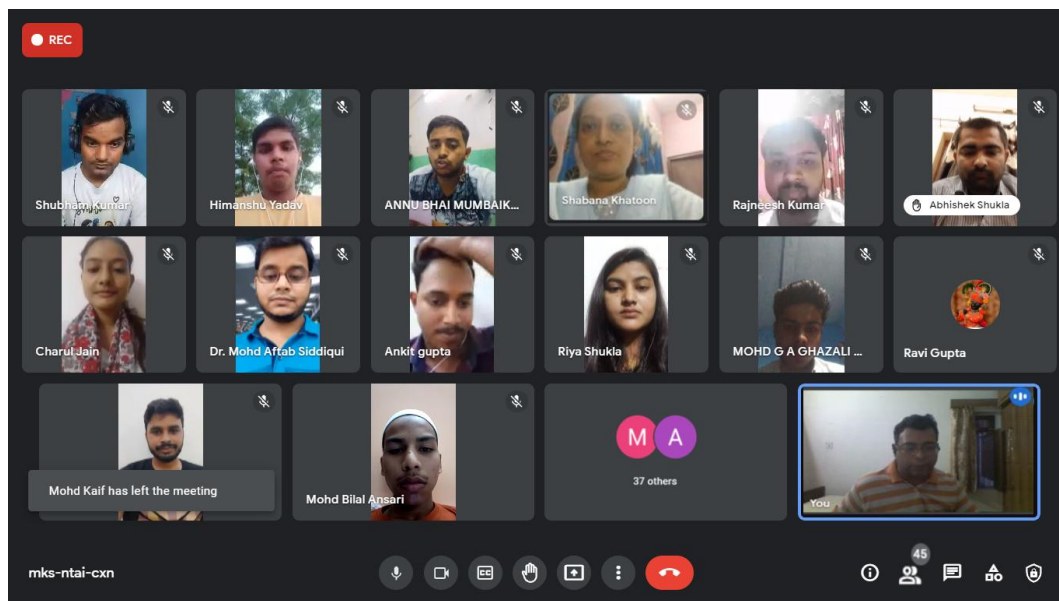 REC
Shubham Kumar
Himanshu Yadav
ANNU BHAI MUMBAIK...
Shabana Khatoon
Rajneesh Kumar
Abhishek Shukla
Charul Jain
Dr. Mohd Aftab Siddiqui
Ankit gupta
Riya Shukla
MOHD G A GHAZALI ...
Ravi Gupta
Mohd Kaif has left the meeting
Mohd Bilal Ansari
M A
37 others
You
mks-ntai-cxn
CC
45